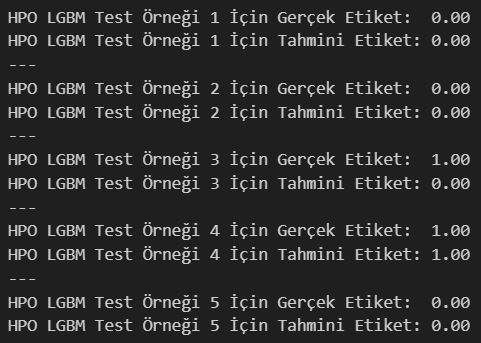 HPO LGBM Test Örneği 1 İçin Gerçek Etiket:  0.00
HPO LGBM Test Örneği 1 İçin Tahmini Etiket: 0.00
---
HPO LGBM Test Örneği 2 İçin Gerçek Etiket:  0.00
HPO LGBM Test Örneği 2 İçin Tahmini Etiket: 0.00
---
HPO LGBM Test Örneği 3 İçin Gerçek Etiket:  1.00
HPO LGBM Test Örneği 3 İçin Tahmini Etiket: 0.00
---
HPO LGBM Test Örneği 4 İçin Gerçek Etiket:  1.00
HPO LGBM Test Örneği 4 İçin Tahmini Etiket: 1.00
---
HPO LGBM Test Örneği 5 İçin Gerçek Etiket:  0.00
HPO LGBM Test Örneği 5 İçin Tahmini Etiket: 0.00